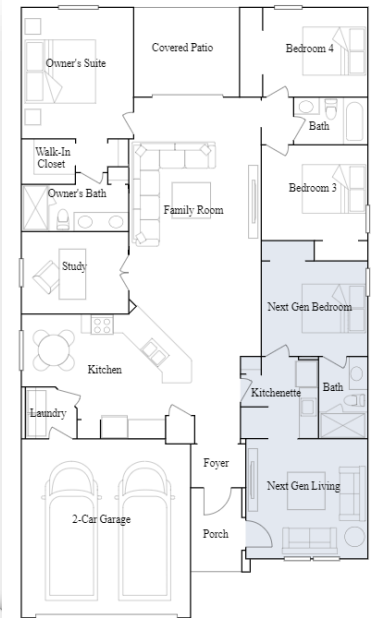 Owner's Suite
Covered Patio
Bedroom 4
Bath
Walk-In
Closet
Bedroom 3
Owner's Bath
Family Room
Study
Next Gen Bedroom
Kitchen
Kitchenette
Bath
Laundry
Foyer
Next Gen Living
2-Car Garage
Porch